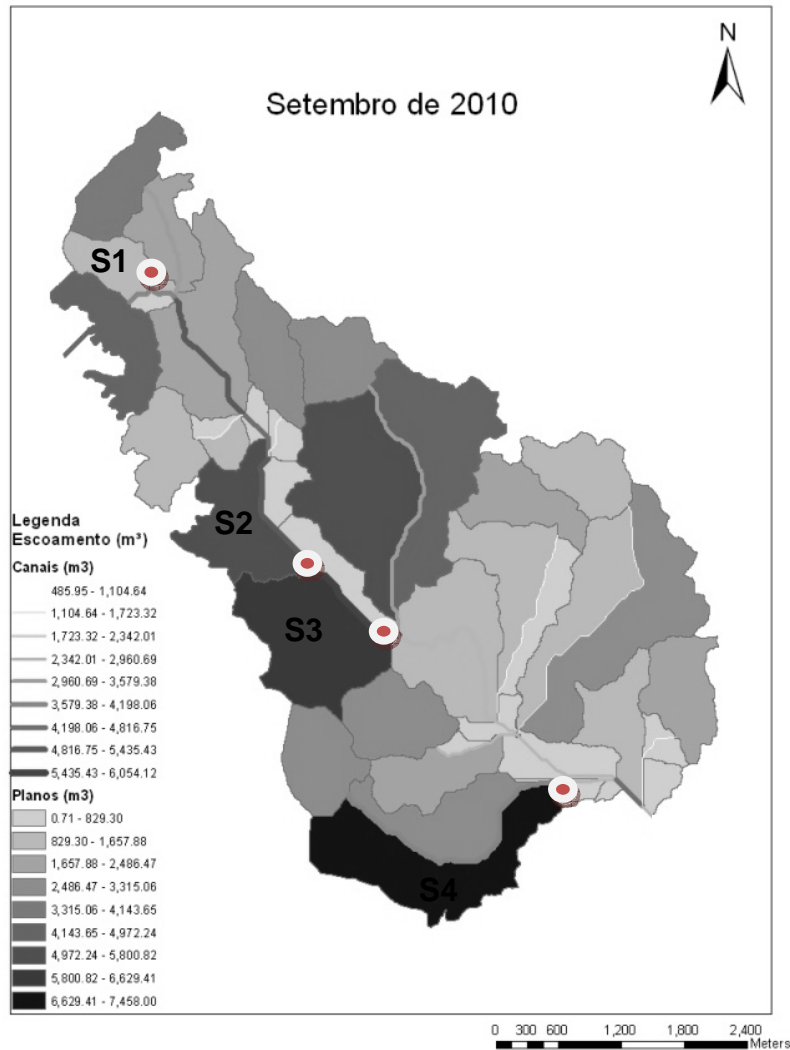 N
Setembro de 2010
S1
S2
S3
S4
Legenda
Escoamento (m³)
Canais (m3)
485.95 - 1,104.64
1,104.64 - 1,723.32
1,723.32 - 2,342.01
2,342.01 - 2,960.69
2,960.69 - 3,579.38
3,579.38 - 4,198.06
4,198.06 - 4,816.75
4,816.75 - 5,435.43
5,435.43 - 6,054.12
Planos (m3)
0.71 - 829.30
829.30 - 1,657.88
1,657.88 - 2,486.47
2,486.47 - 3,315.06
3,315.06 - 4,143.65
4,143.65 - 4,972.24
4,972.24 - 5,800.82
5,800.82 - 6,629.41
6,629.41 - 7,458.00
0 300 600 1,200 1,800 2,400
Meters